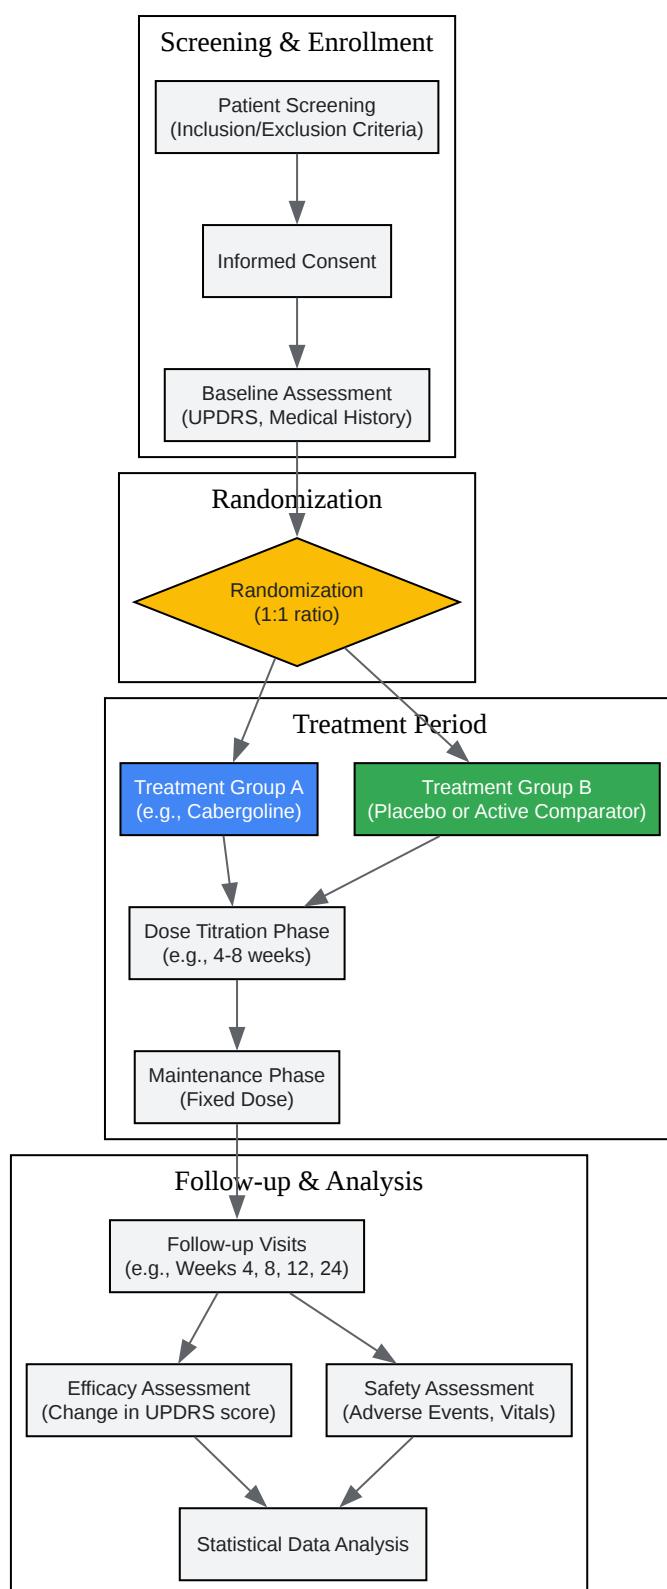 Screening & Enrollment
Patient Screening
(Inclusion/Exclusion Criteria)
Informed Consent
Baseline Assessment
(UPDRS, Medical History)
Randomization
Randomization
(1:1 ratio)
Treatment Period
Treatment Group A
(e.g., Cabergoline)
Treatment Group B
(Placebo or Active Comparator)
Dose Titration Phase
(e.g., 4-8 weeks)
Maintenance Phase
(Fixed Dose)
Follow-up & Analysis
Follow-up Visits
(e.g., Weeks 4, 8, 12, 24)
Efficacy Assessment
(Change in UPDRS score)
Safety Assessment
(Adverse Events, Vitals)
Statistical Data Analysis